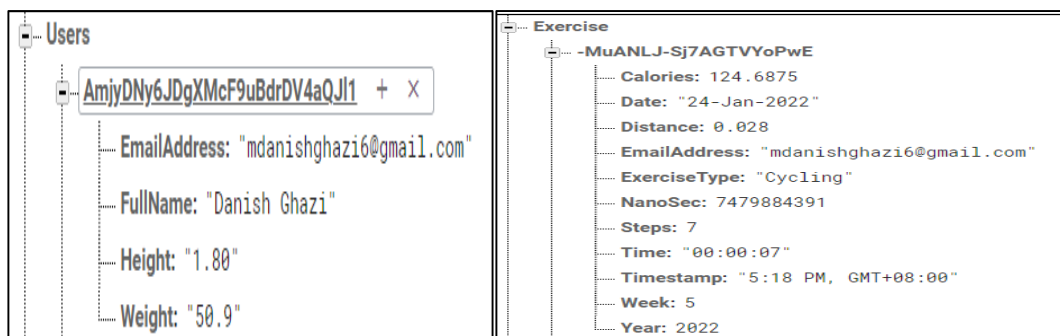 Users
AmjyDNy6JDgXMcF9uBdrDV4aQJl1 + ×
EmailAddress: "mdanishghazi6@gmail.com"
FullName: "Danish Ghazi"
Height: "1.80"
Weight: "50.9"
Exercise
-MuANLJ-Sj7AGTVYoPwE
Calories: 124.6875
Date: "24-Jan-2022"
Distance: 0.028
EmailAddress: "mdanishghazi6@gmail.com"
ExerciseType: "Cycling"
NanoSec: 7479884391
Steps: 7
Time: "00:00:07"
Timestamp: "5:18 PM, GMT+08:00"
Week: 5
Year: 2022